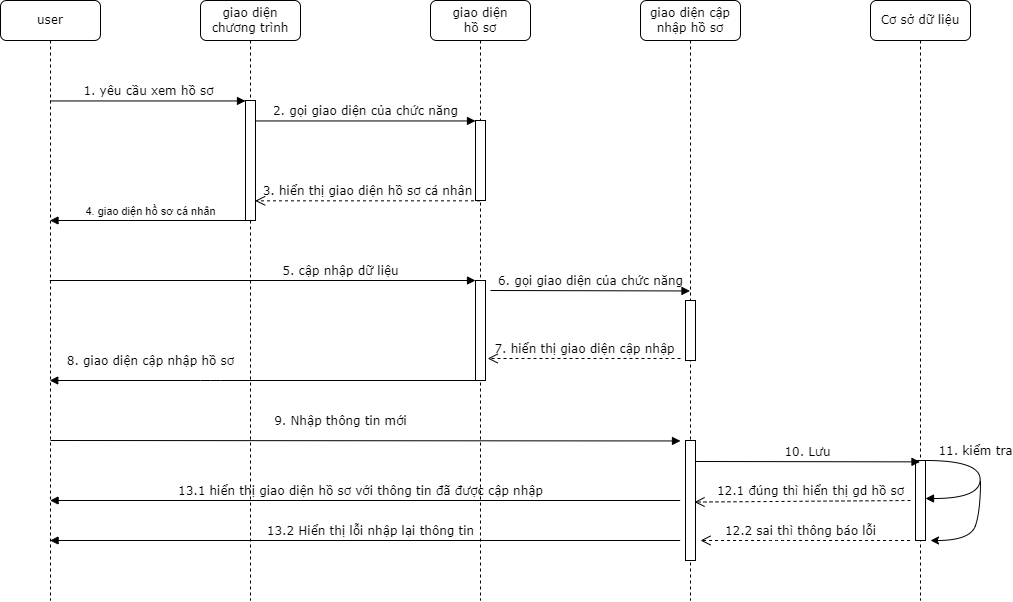 user
giao diện
chương trình
giao diện
hồ sơ
giao diện cập
nhập hồ sơ
Cơ sở dữ liệu
1. yêu cầu xem hồ sơ
2. gọi giao diện của chức năng
3. hiển thị giao diện hồ sơ cá nhân
4. giao diện hồ sơ cá nhân
5. cập nhập dữ liệu
6. gọi giao diện của chức năng
7. hiển thị giao diện cập nhập
8. giao diện cập nhập hồ sơ
9. Nhập thông tin mới
10. Lưu
11. kiểm tra
12.1 đúng thì hiển thị gd hồ sơ
13.1 hiển thị giao diện hồ sơ với thông tin đã được cập nhập
12.2 sai thì thông báo lỗi
13.2 Hiển thị lỗi nhập lại thông tin